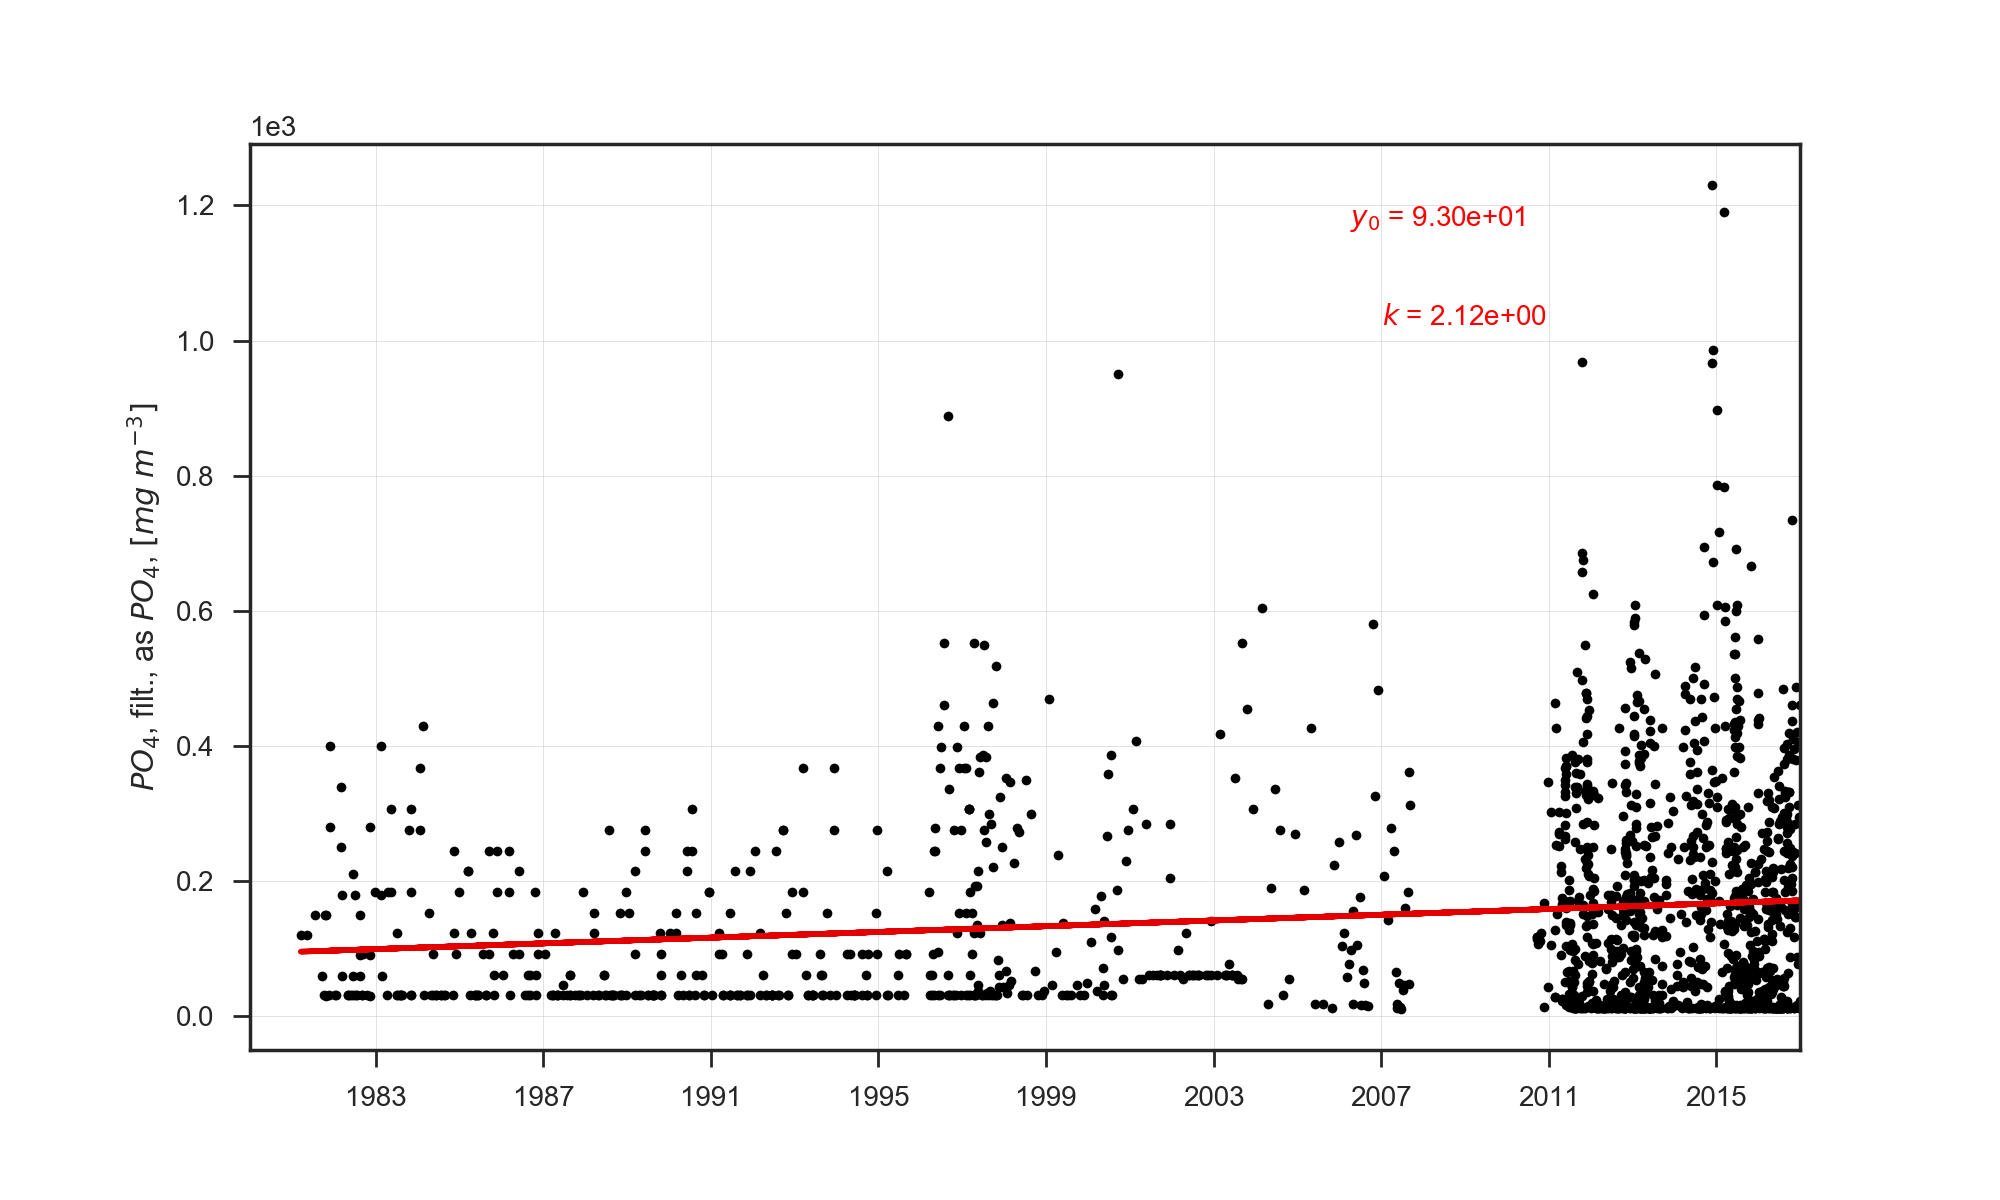 1e3
1.2
1.0
0.8
0.6
0.4
0.2
0.0
PO₄, filt., as PO₄, [mg m⁻³]
y₀ = 9.30e+01
k = 2.12e+00
1983 1987 1991 1995 1999 2003 2007 2011 2015